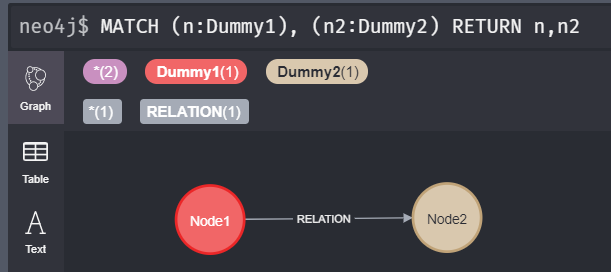 neo4j$ MATCH (n:Dummy1), (n2:Dummy2) RETURN n,n2
*(2) Dummy1(1) Dummy2(1)
*(1) RELATION(1)
Graph
Table
Text
Node1 RELATION Node2